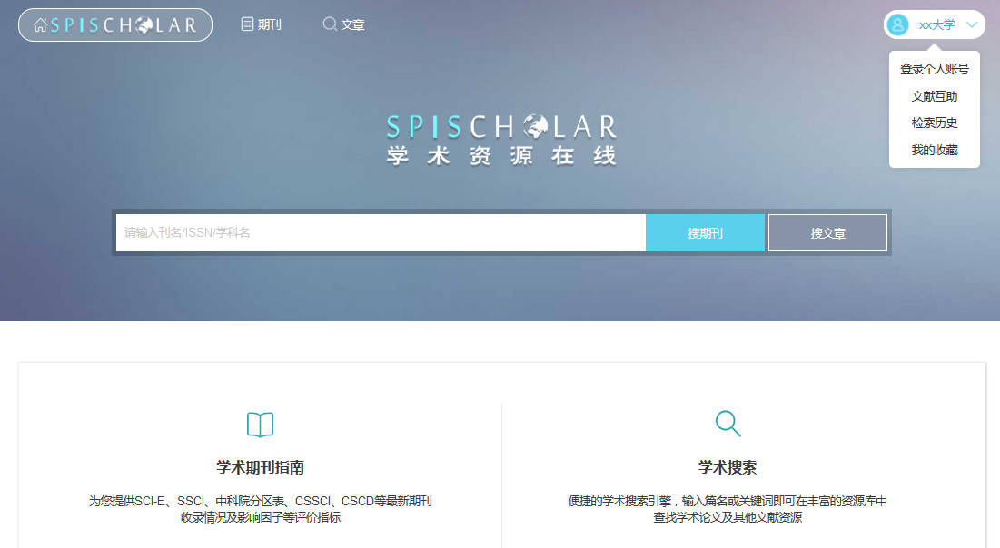 SPISCHOLAR
期刊
文章
xx大学
登录个人账号
文献互助
检索历史
我的收藏
SPISCHOLAR
学术资源在线
请输入刊名/ISSN/学科名
搜期刊
搜文章
学术期刊指南
为您提供SCI-E、SSCI、中科院分区表、CSSCI、CSCD等最新期刊
收录情况及影响因子等评价指标
学术搜索
便捷的学术搜索引擎，输入篇名或关键词即可在丰富的资源库中
查找学术论文及其他文献资源